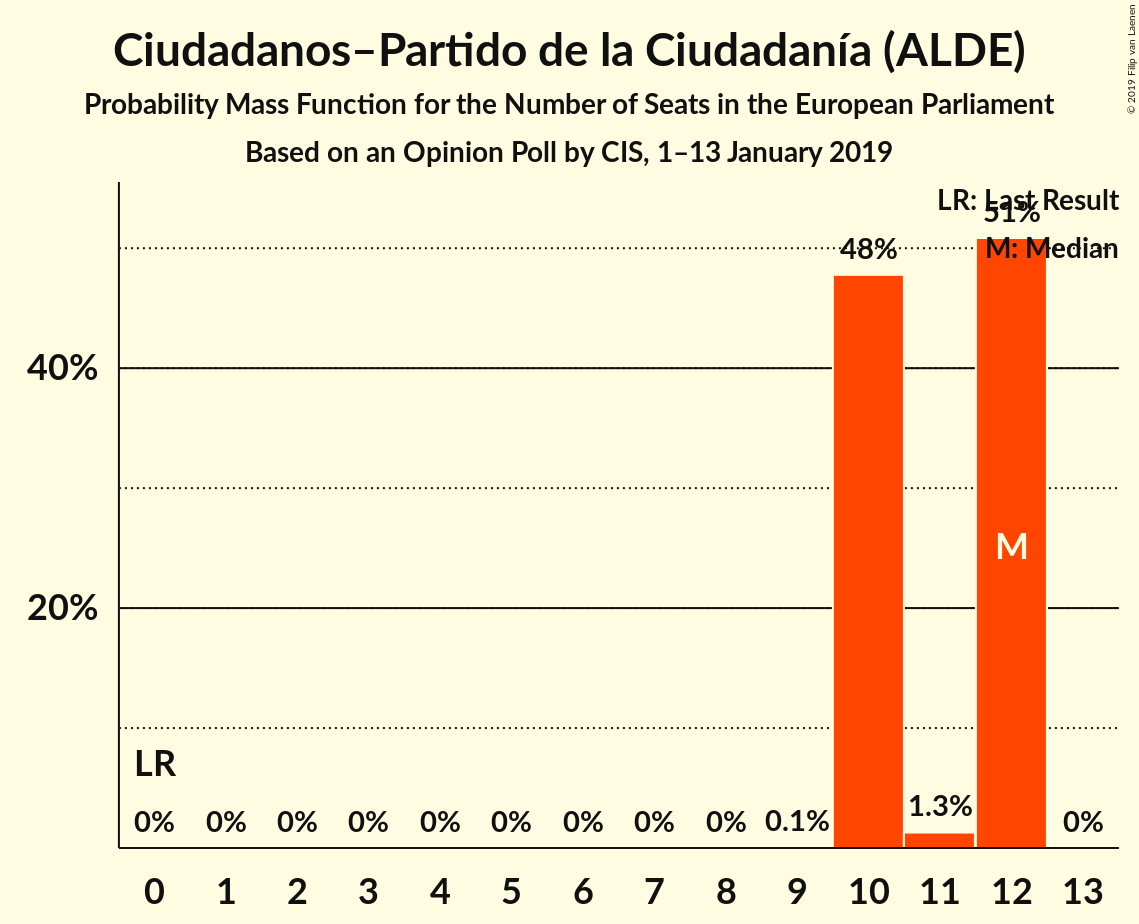 Ciudadanos–Partido de la Ciudadanía (ALDE)
Probability Mass Function for the Number of Seats in the European Parliament
Based on an Opinion Poll by CIS, 1–13 January 2019
© 2019 Filip van Laenen
LR: Last Result
M: Median
51%
48%
40%
20%
M
LR
0% 0% 0% 0% 0% 0% 0% 0% 0% 0.1% 1.3% 0%
0 1 2 3 4 5 6 7 8 9 10 11 12 13